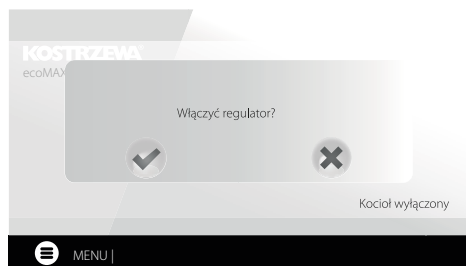 KOSTRZEWA
ecoMAX
Włączyć regulator?
Kocioł wyłączony
MENU |